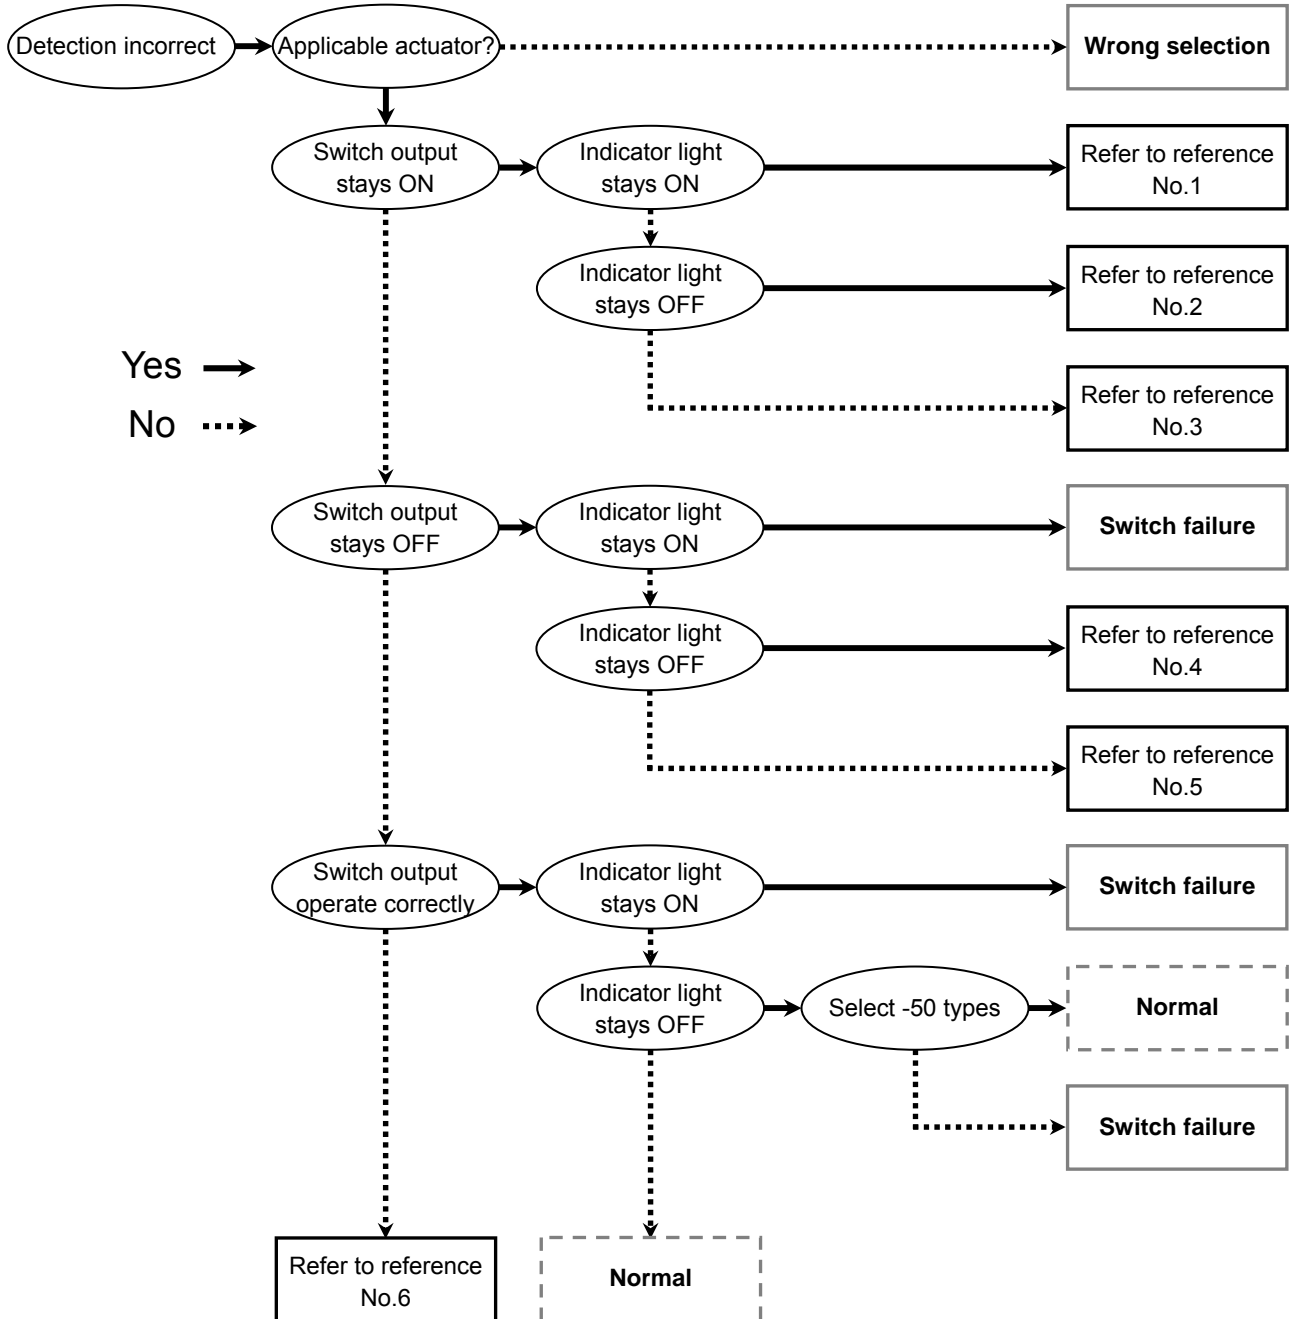 Detection incorrect
Applicable actuator?
Wrong selection
Switch output
stays ON
Indicator light
stays ON
Refer to reference
No.1
Indicator light
stays OFF
Refer to reference
No.2
Yes
No
Refer to reference
No.3
Switch output
stays OFF
Indicator light
stays ON
Switch failure
Indicator light
stays OFF
Refer to reference
No.4
Refer to reference
No.5
Switch output
operate correctly
Indicator light
stays ON
Switch failure
Indicator light
stays OFF
Select -50 types
Normal
Switch failure
Refer to reference
No.6
Normal